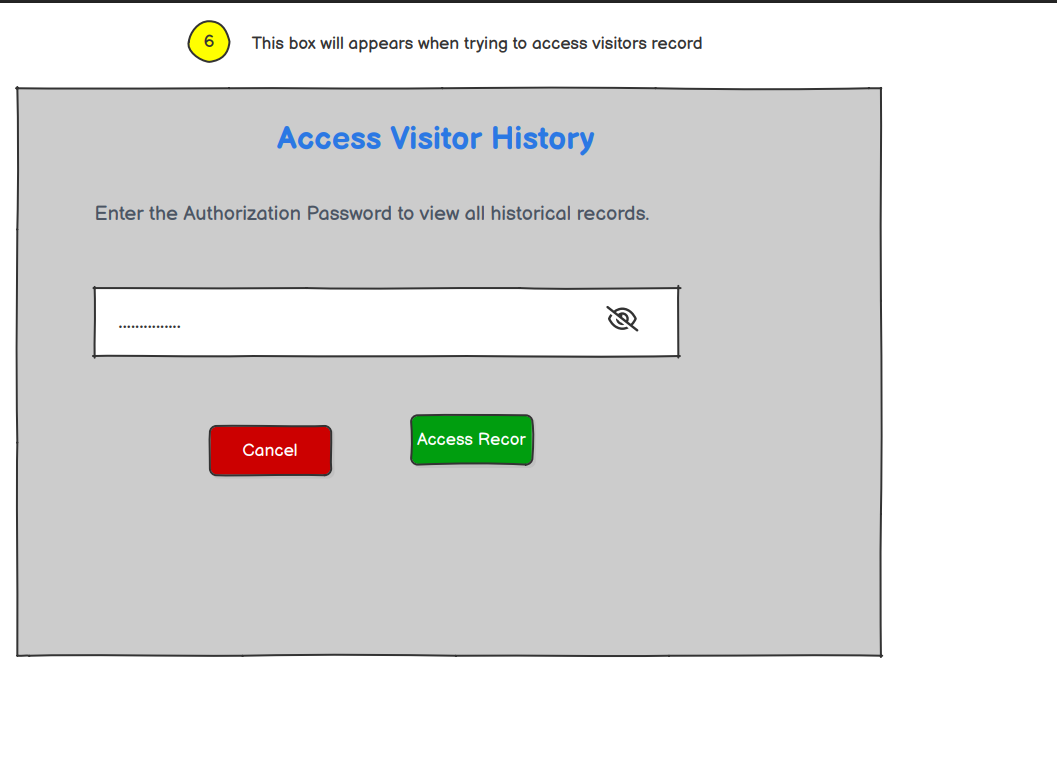 6
This box will appears when trying to access visitors record
Access Visitor History
Enter the Authorization Password to view all historical records.
...............
Cancel
Access Recor